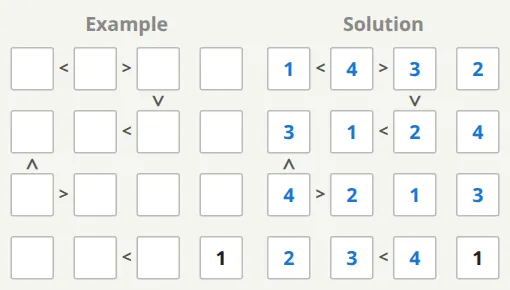 Example Solution
< > 1 < 4 > 3 2
∨ ∨
< 3 1 < 2 4
∧ ∧
> 4 > 2 1 3
< 1 2 3 < 4 1